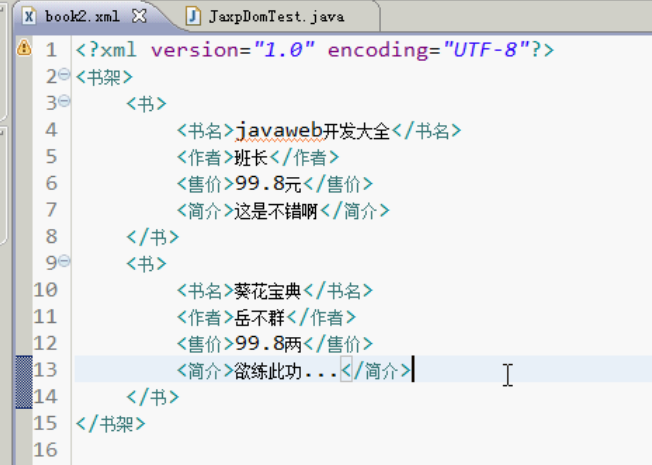 book2.xml JaxpDomTest.java
1 <?xml version="1.0" encoding="UTF-8"?>
2 <书架>
3 <书>
4 <书名>javaweb开发大全</书名>
5 <作者>班长</作者>
6 <售价>99.8元</售价>
7 <简介>这是不错啊</简介>
8 </书>
9 <书>
10 <书名>葵花宝典</书名>
11 <作者>岳不群</作者>
12 <售价>99.8两</售价>
13 <简介>欲练此功...</简介>
14 </书>
15 </书架>
16